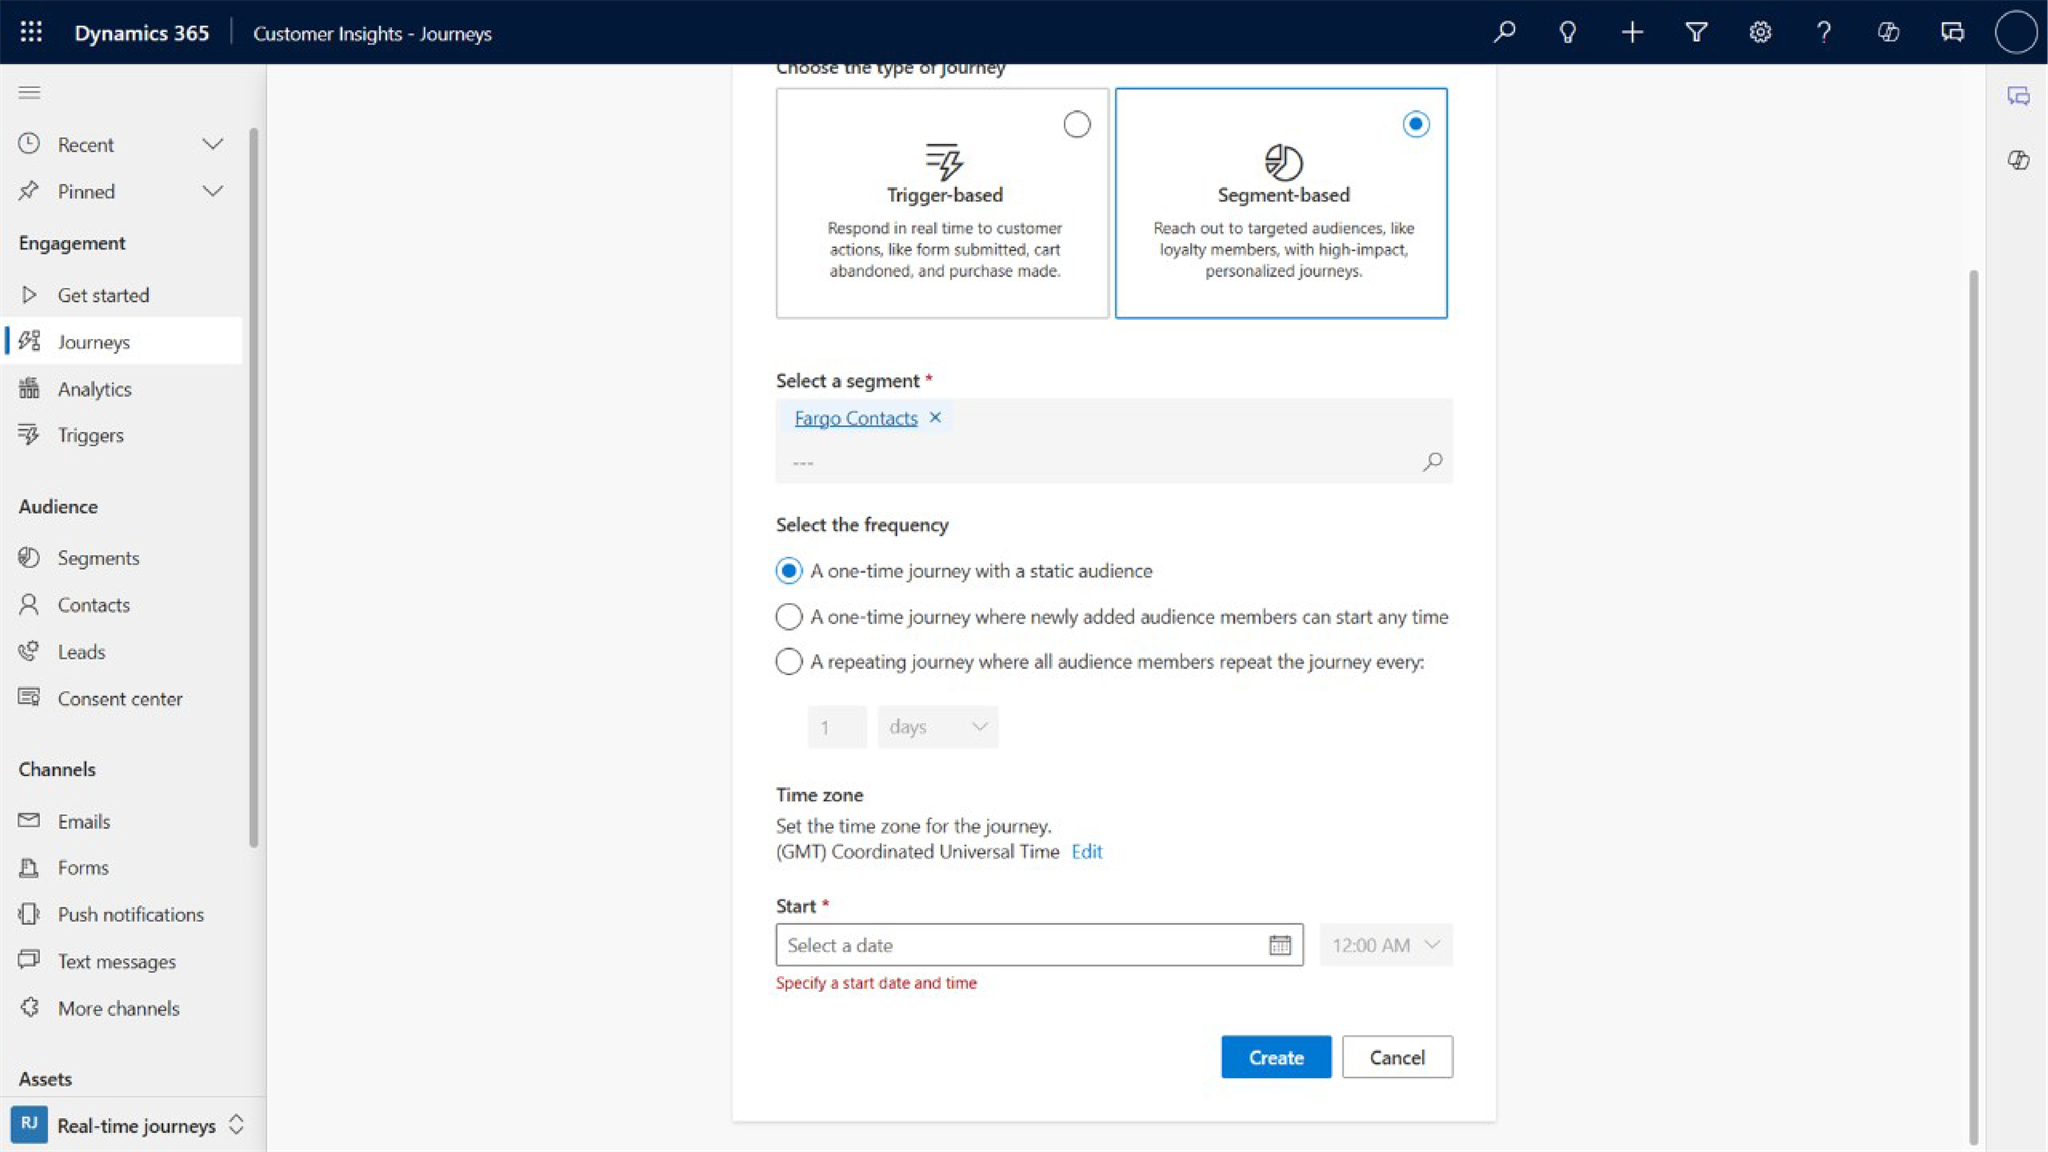 Dynamics 365
Customer Insights - Journeys
Recent
Pinned
Engagement
Get started
Journeys
Analytics
Triggers
Audience
Segments
Contacts
Leads
Consent center
Channels
Emails
Forms
Push notifications
Text messages
More channels
Assets
RJ
Real-time journeys
Choose the type of journey
Trigger-based
Respond in real time to customer
actions, like form submitted, cart
abandoned, and purchase made.
Segment-based
Reach out to targeted audiences, like
loyalty members, with high-impact,
personalized journeys.
Select a segment *
Fargo Contacts ×
---
Select the frequency
A one-time journey with a static audience
A one-time journey where newly added audience members can start any time
A repeating journey where all audience members repeat the journey every:
1 days
Time zone
Set the time zone for the journey.
(GMT) Coordinated Universal Time Edit
Start *
Select a date 12:00 AM
Specify a start date and time
Create Cancel